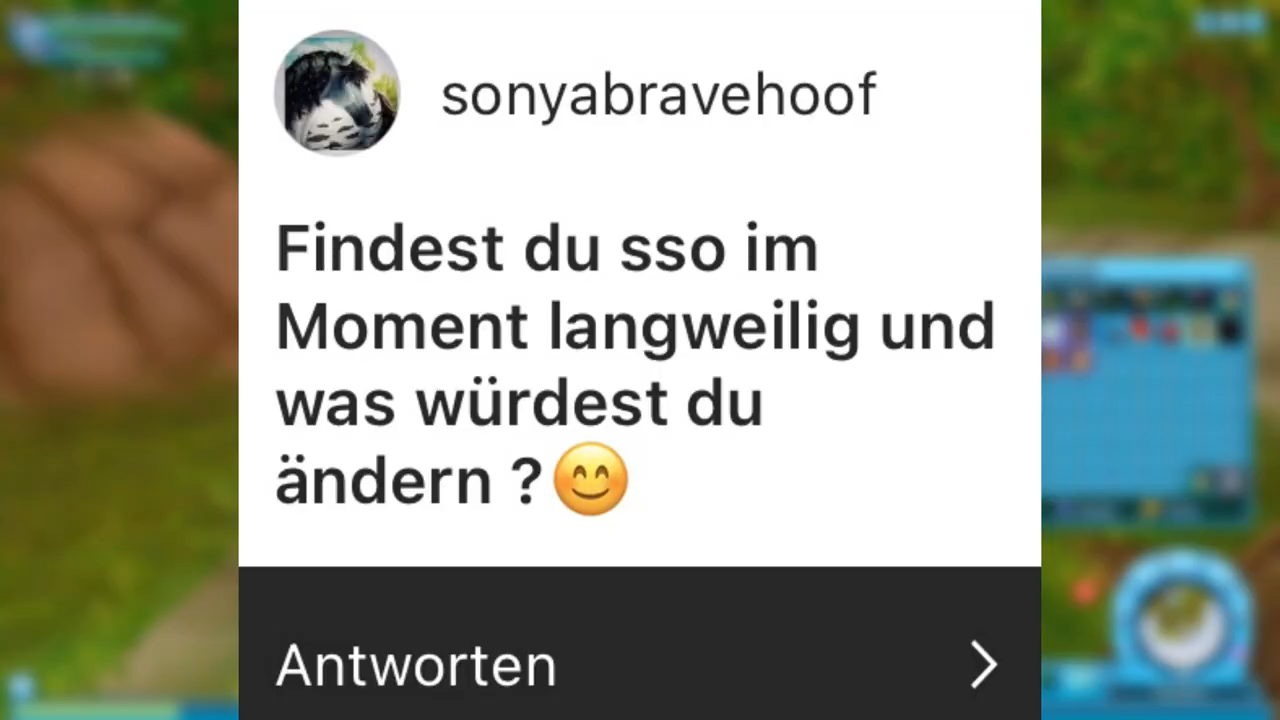 sonyabravehoof
Findest du sso im
Moment langweilig und
was würdest du
ändern ?😊
Antworten